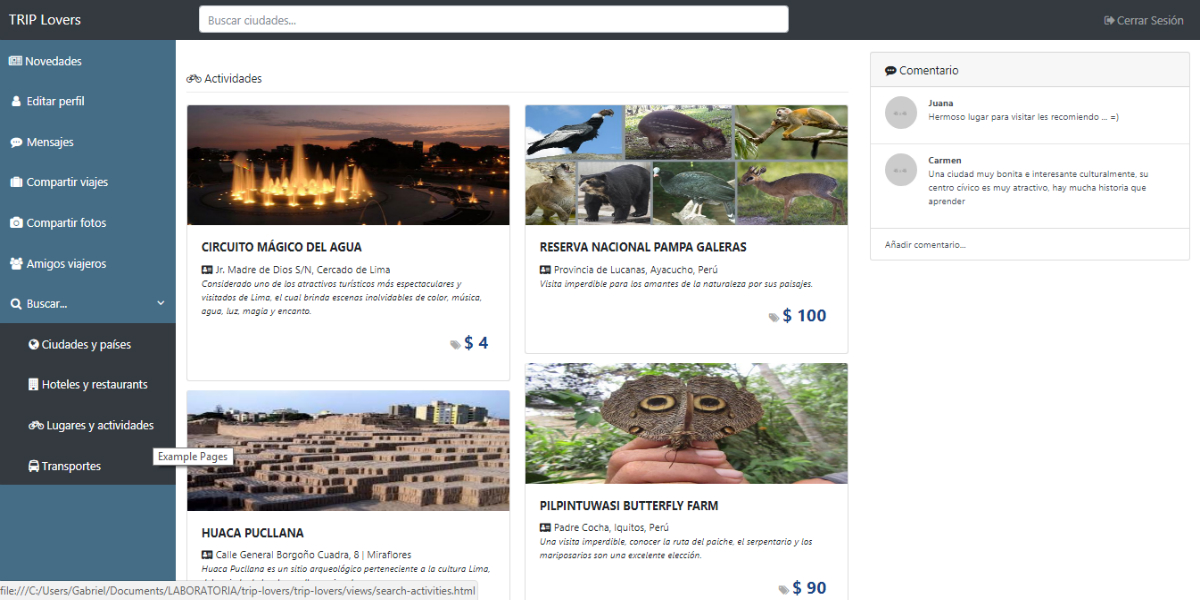 TRIP Lovers
Buscar ciudades...
Cerrar Sesión
Novedades
Editar perfil
Mensajes
Compartir viajes
Compartir fotos
Amigos viajeros
Buscar...
Ciudades y países
Hoteles y restaurants
Lugares y actividades
Transportes
Example Pages
Actividades
CIRCUITO MÁGICO DEL AGUA
Jr. Madre de Dios S/N, Cercado de Lima
Considerado uno de los atractivos turísticos más espectaculares y
visitados de Lima, el cual brinda escenas inolvidables de color, música,
agua, luz, magia y encanto.
$ 4
HUACA PUCLLANA
Calle General Borgoño Cuadra, 8 | Miraflores
Huaca Pucllana es un sitio arqueológico perteneciente a la cultura Lima,
RESERVA NACIONAL PAMPA GALERAS
Provincia de Lucanas, Ayacucho, Perú
Visita imperdible para los amantes de la naturaleza por sus paisajes.
$ 100
PILPINTUWASI BUTTERFLY FARM
Padre Cocha, Iquitos, Perú
Una visita imperdible, conocer la ruta del paiche, el serpentario y los
mariposarios son una excelente elección.
$ 90
Comentario
Juana
Hermoso lugar para visitar les recomiendo ... =)
Carmen
Una ciudad muy bonita e interesante culturalmente, su
centro cívico es muy atractivo, hay mucha historia que
aprender
Añadir comentario...
file:///C:/Users/Gabriel/Documents/LABORATORIA/trip-lovers/trip-lovers/views/search-activities.html